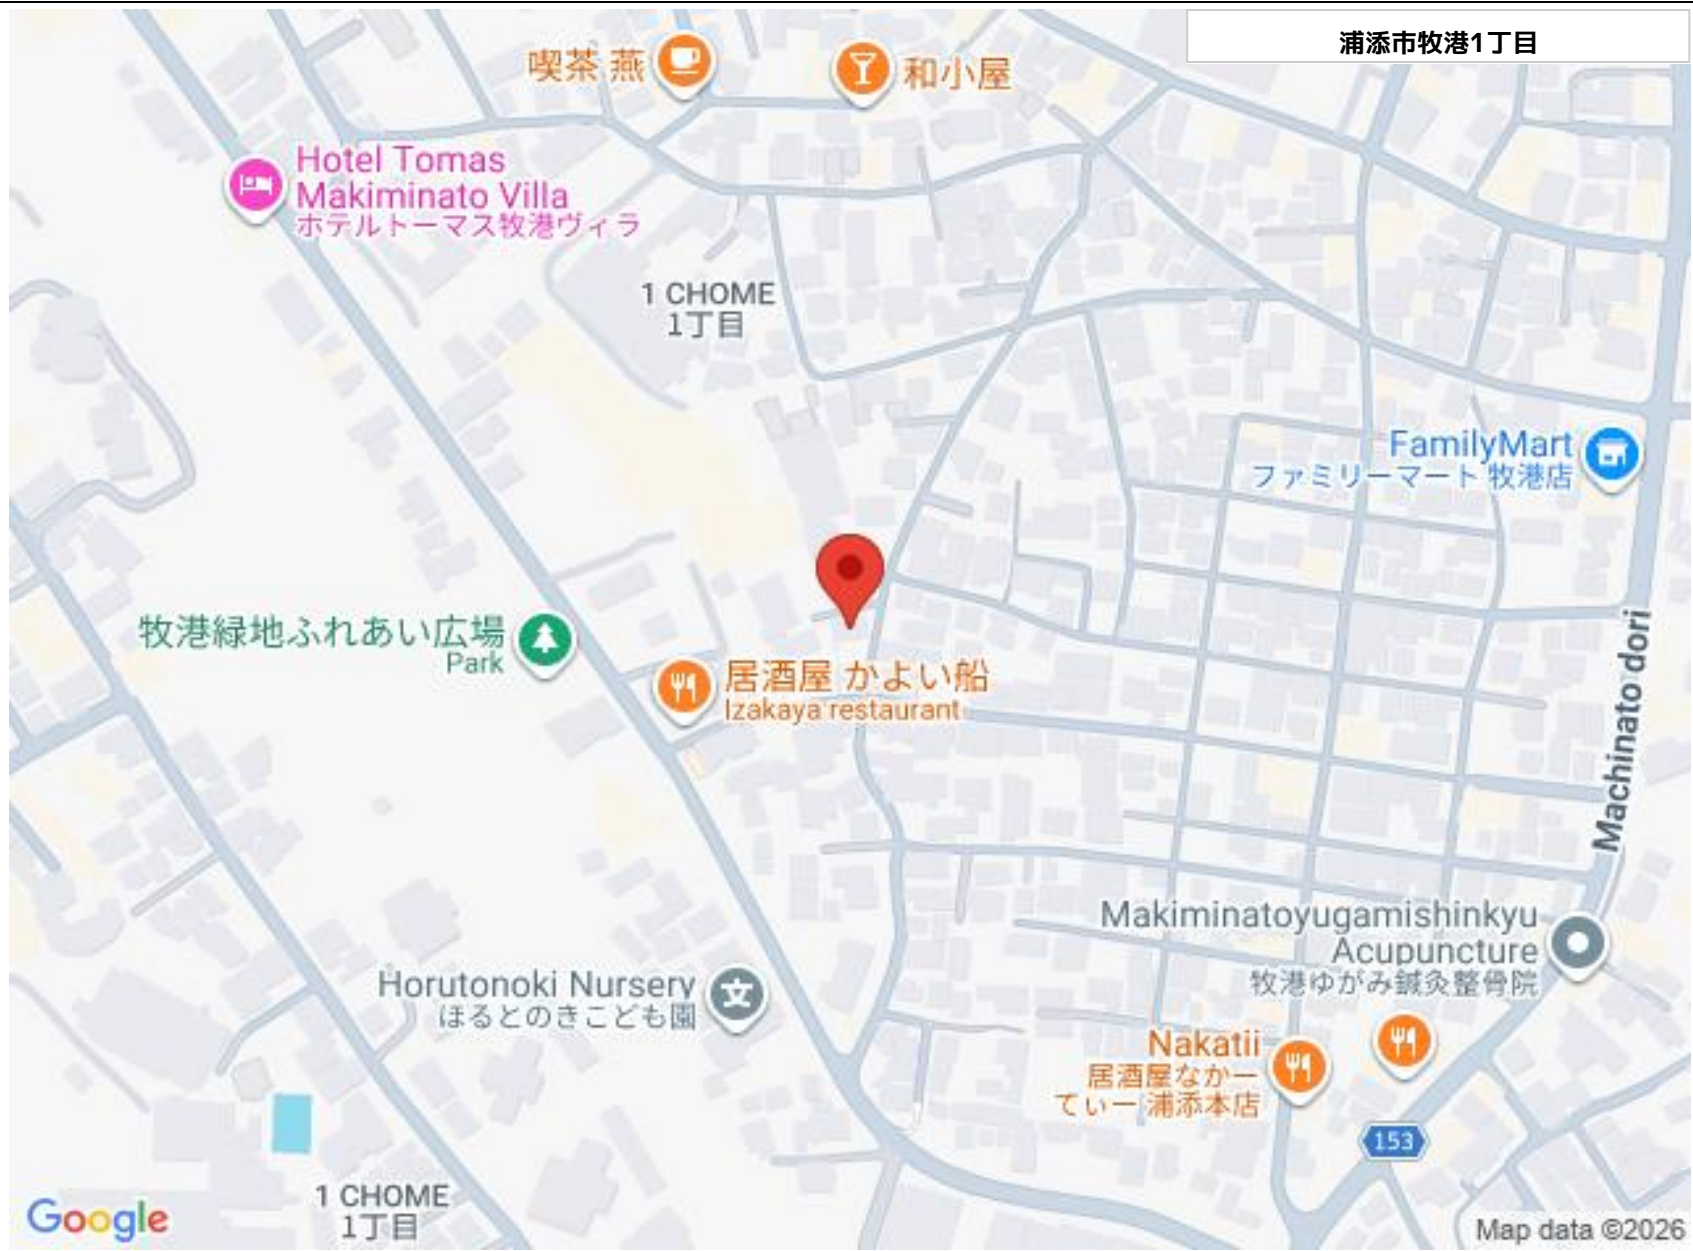 浦添市牧港1丁目
喫茶 燕
和小屋
Hotel Tomas
Makiminato Villa
ホテルトーマス牧港ヴィラ
1 CHOME
1丁目
FamilyMart
ファミリーマート 牧港店
牧港緑地ふれあい広場
Park
居酒屋 かよい船
Izakaya restaurant
Machinato dori
Makiminatoyugamishinkyu
Acupuncture
牧港ゆがみ鍼灸整骨院
Horutonoki Nursery
ほるとのきこども園
文
Nakatii
居酒屋なかー
てぃー 浦添本店
153
1 CHOME
1丁目
Google
Map data ©2026